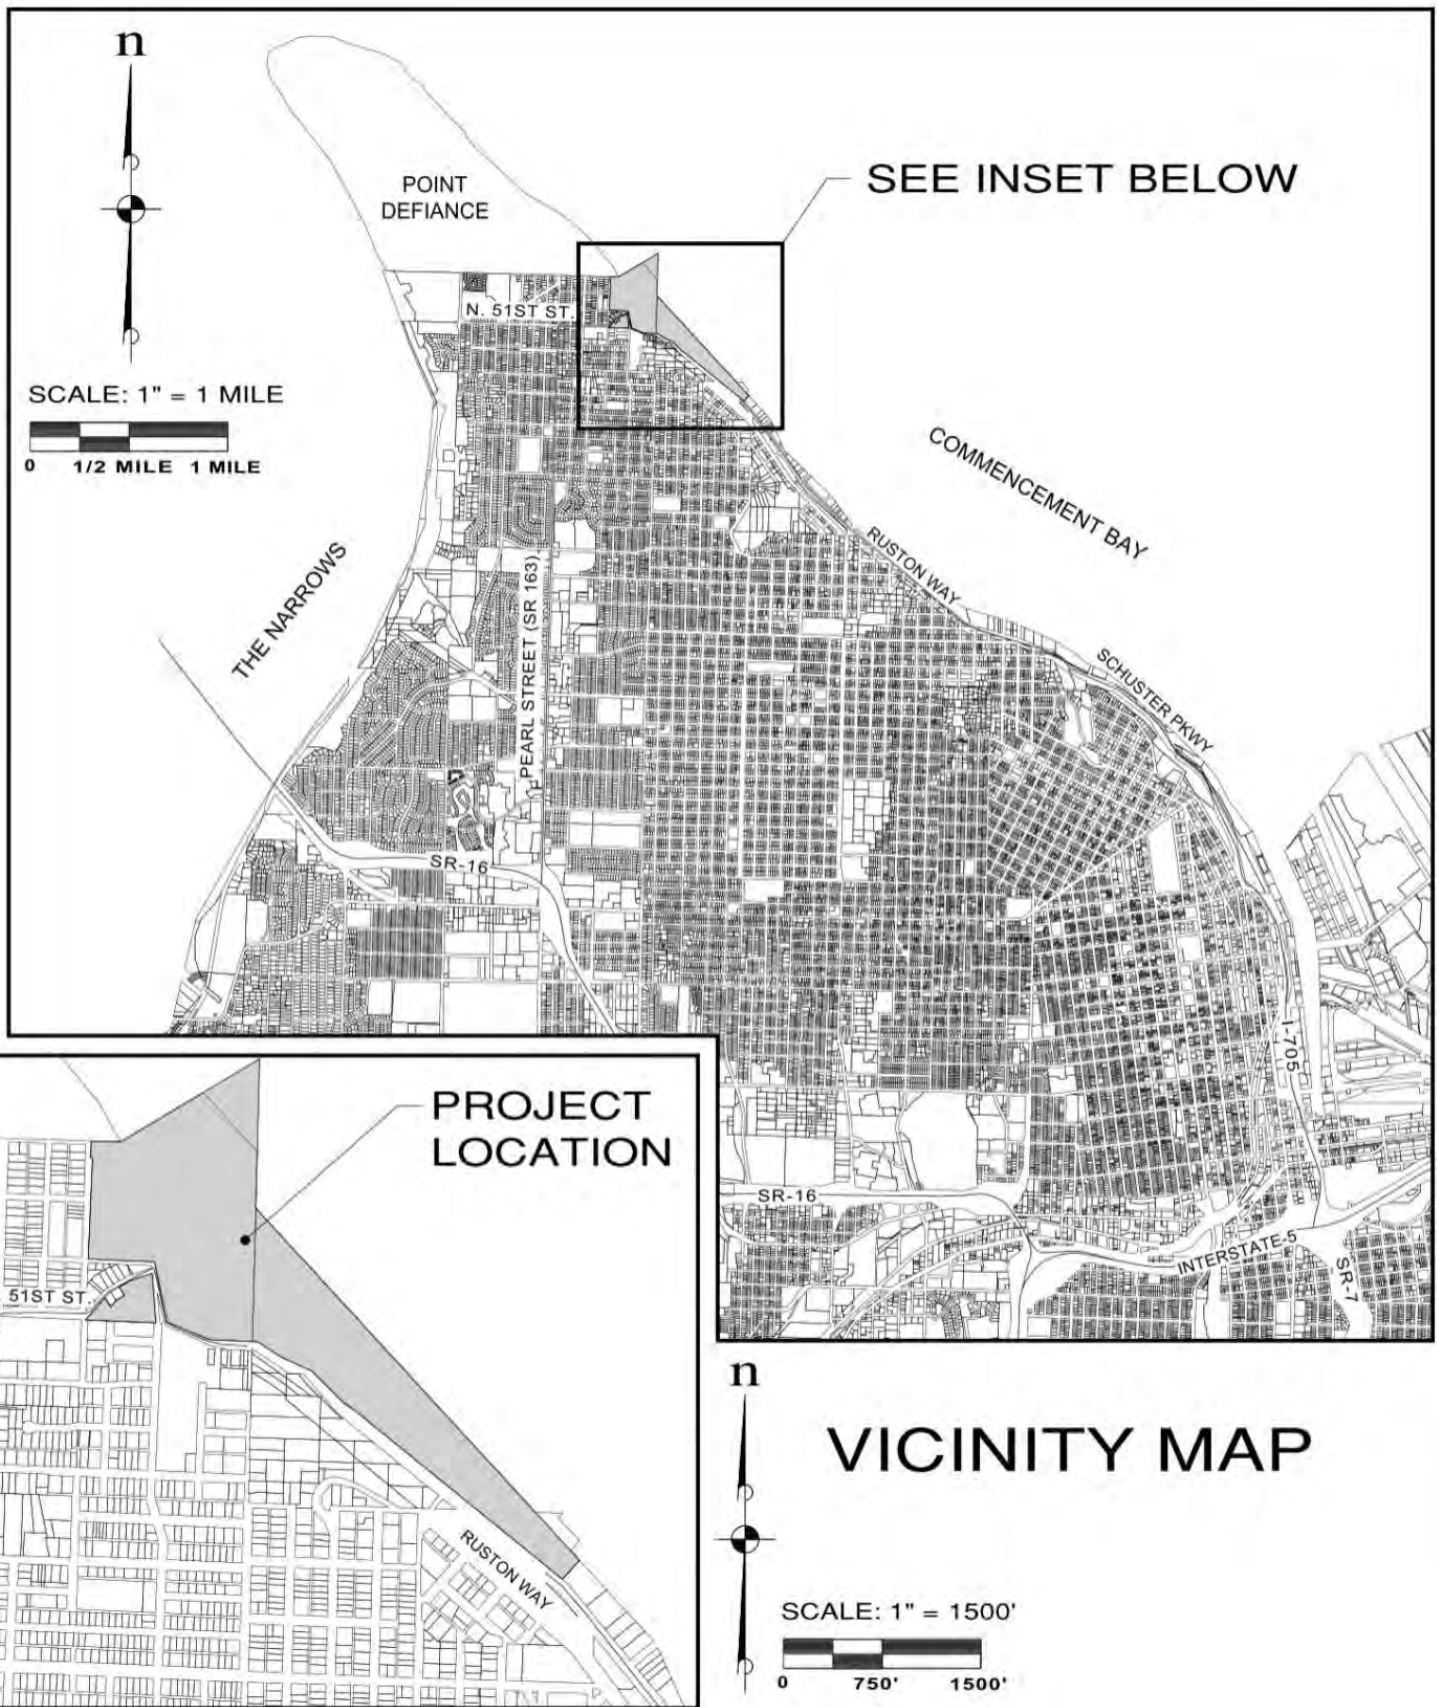 n
POINT
DEFIANCE
SEE INSET BELOW
N. 51ST ST.
SCALE: 1" = 1 MILE
0 1/2 MILE 1 MILE
COMMENCEMENT BAY
THE NARROWS
RUSTON WAY
PEARL STREET (SR 163)
SCHUSTER PKWY
SR-16
I-705
SR-16
INTERSTATE-5
SR-7
PROJECT
LOCATION
51ST ST.
RUSTON WAY
n
VICINITY MAP
SCALE: 1" = 1500'
0 750' 1500'